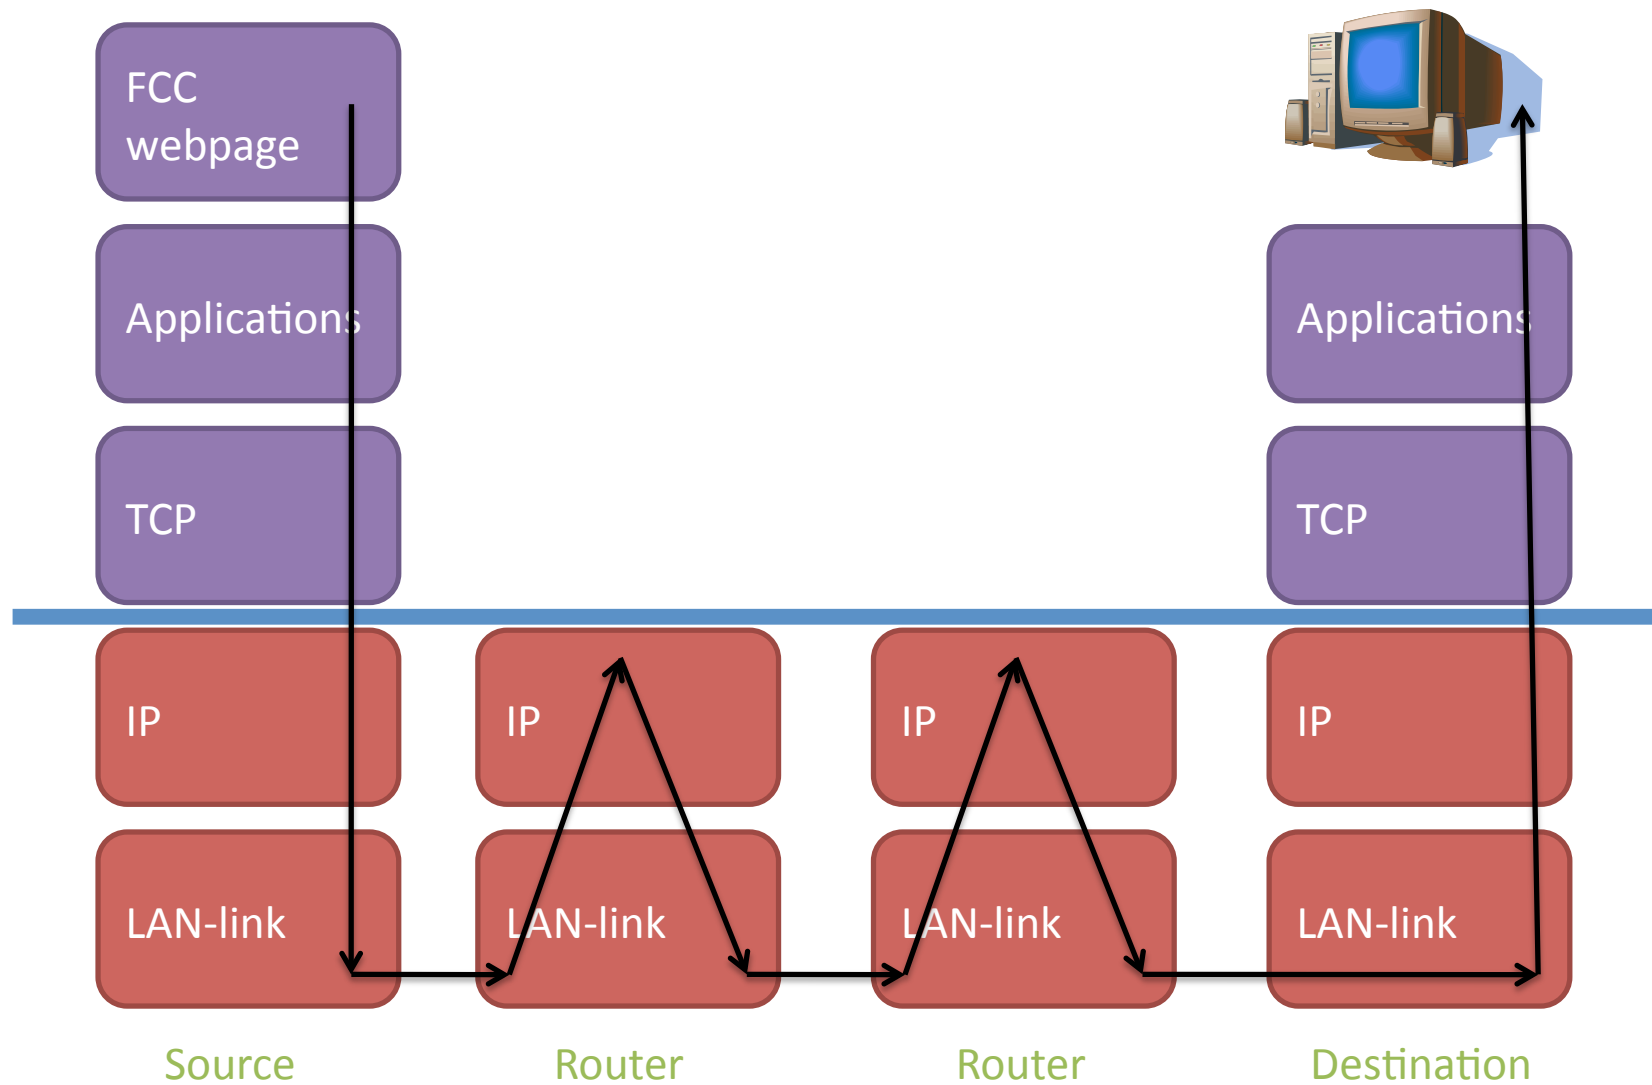 FCC
webpage
Applications
Applications
TCP
TCP
IP
IP
IP
IP
LAN-link
LAN-link
LAN-link
LAN-link
Source
Router
Router
Destination